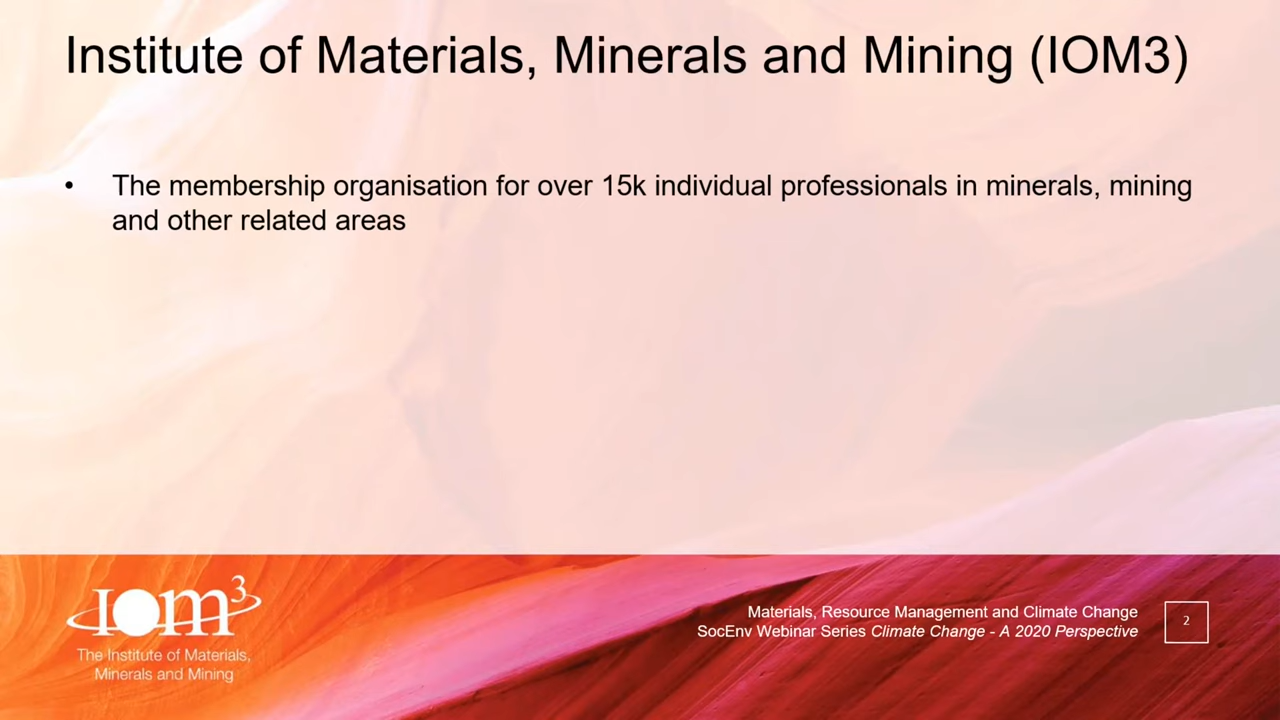 Institute of Materials, Minerals and Mining (IOM3)
• The membership organisation for over 15k individual professionals in minerals, mining
and other related areas
IOM3
The Institute of Materials,
Minerals and Mining
Materials, Resource Management and Climate Change
SocEnv Webinar Series Climate Change - A 2020 Perspective
2